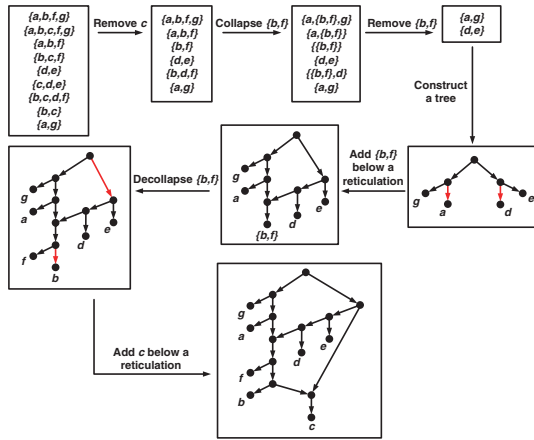 {a,b,f,g}
{a,b,c,f,g}
{a,b,f}
{b,c,f}
{d,e}
{c,d,e}
{b,c,d,f}
{b,c}
{a,g}
Remove c
{a,b,f,g}
{a,b,f}
{b,f}
{d,e}
{b,d,f}
{a,g}
Collapse {b,f}
{a,{b,f},g}
{a,{b,f}}
{{b,f}}
{d,e}
{{b,f},d}
{a,g}
Remove {b,f}
{a,g}
{d,e}
Construct
a tree
g
a
d
e
Add {b,f}
below a
reticulation
g
a
{b,f}
d
e
Decollapse {b,f}
g
a
f
b
d
e
Add c below a
reticulation
g
a
f
b
d
e
c